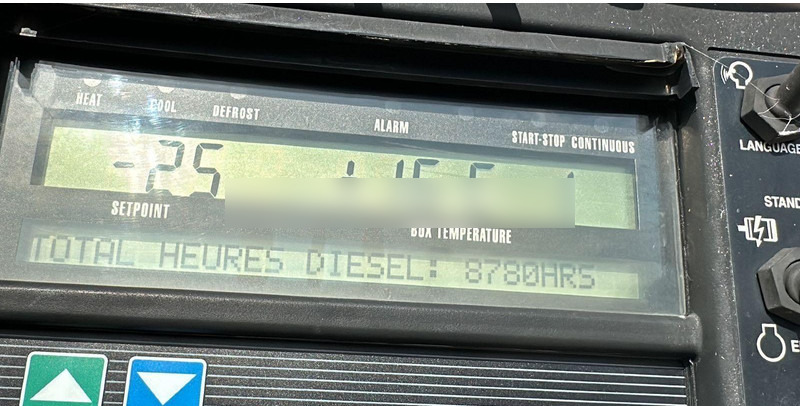 HEAT COOL DEFROST ALARM START-STOP CONTINUOUS
LANGUAGE
-25
SETPOINT BOX TEMPERATURE
TOTAL HEURES DIESEL: 8780HRS